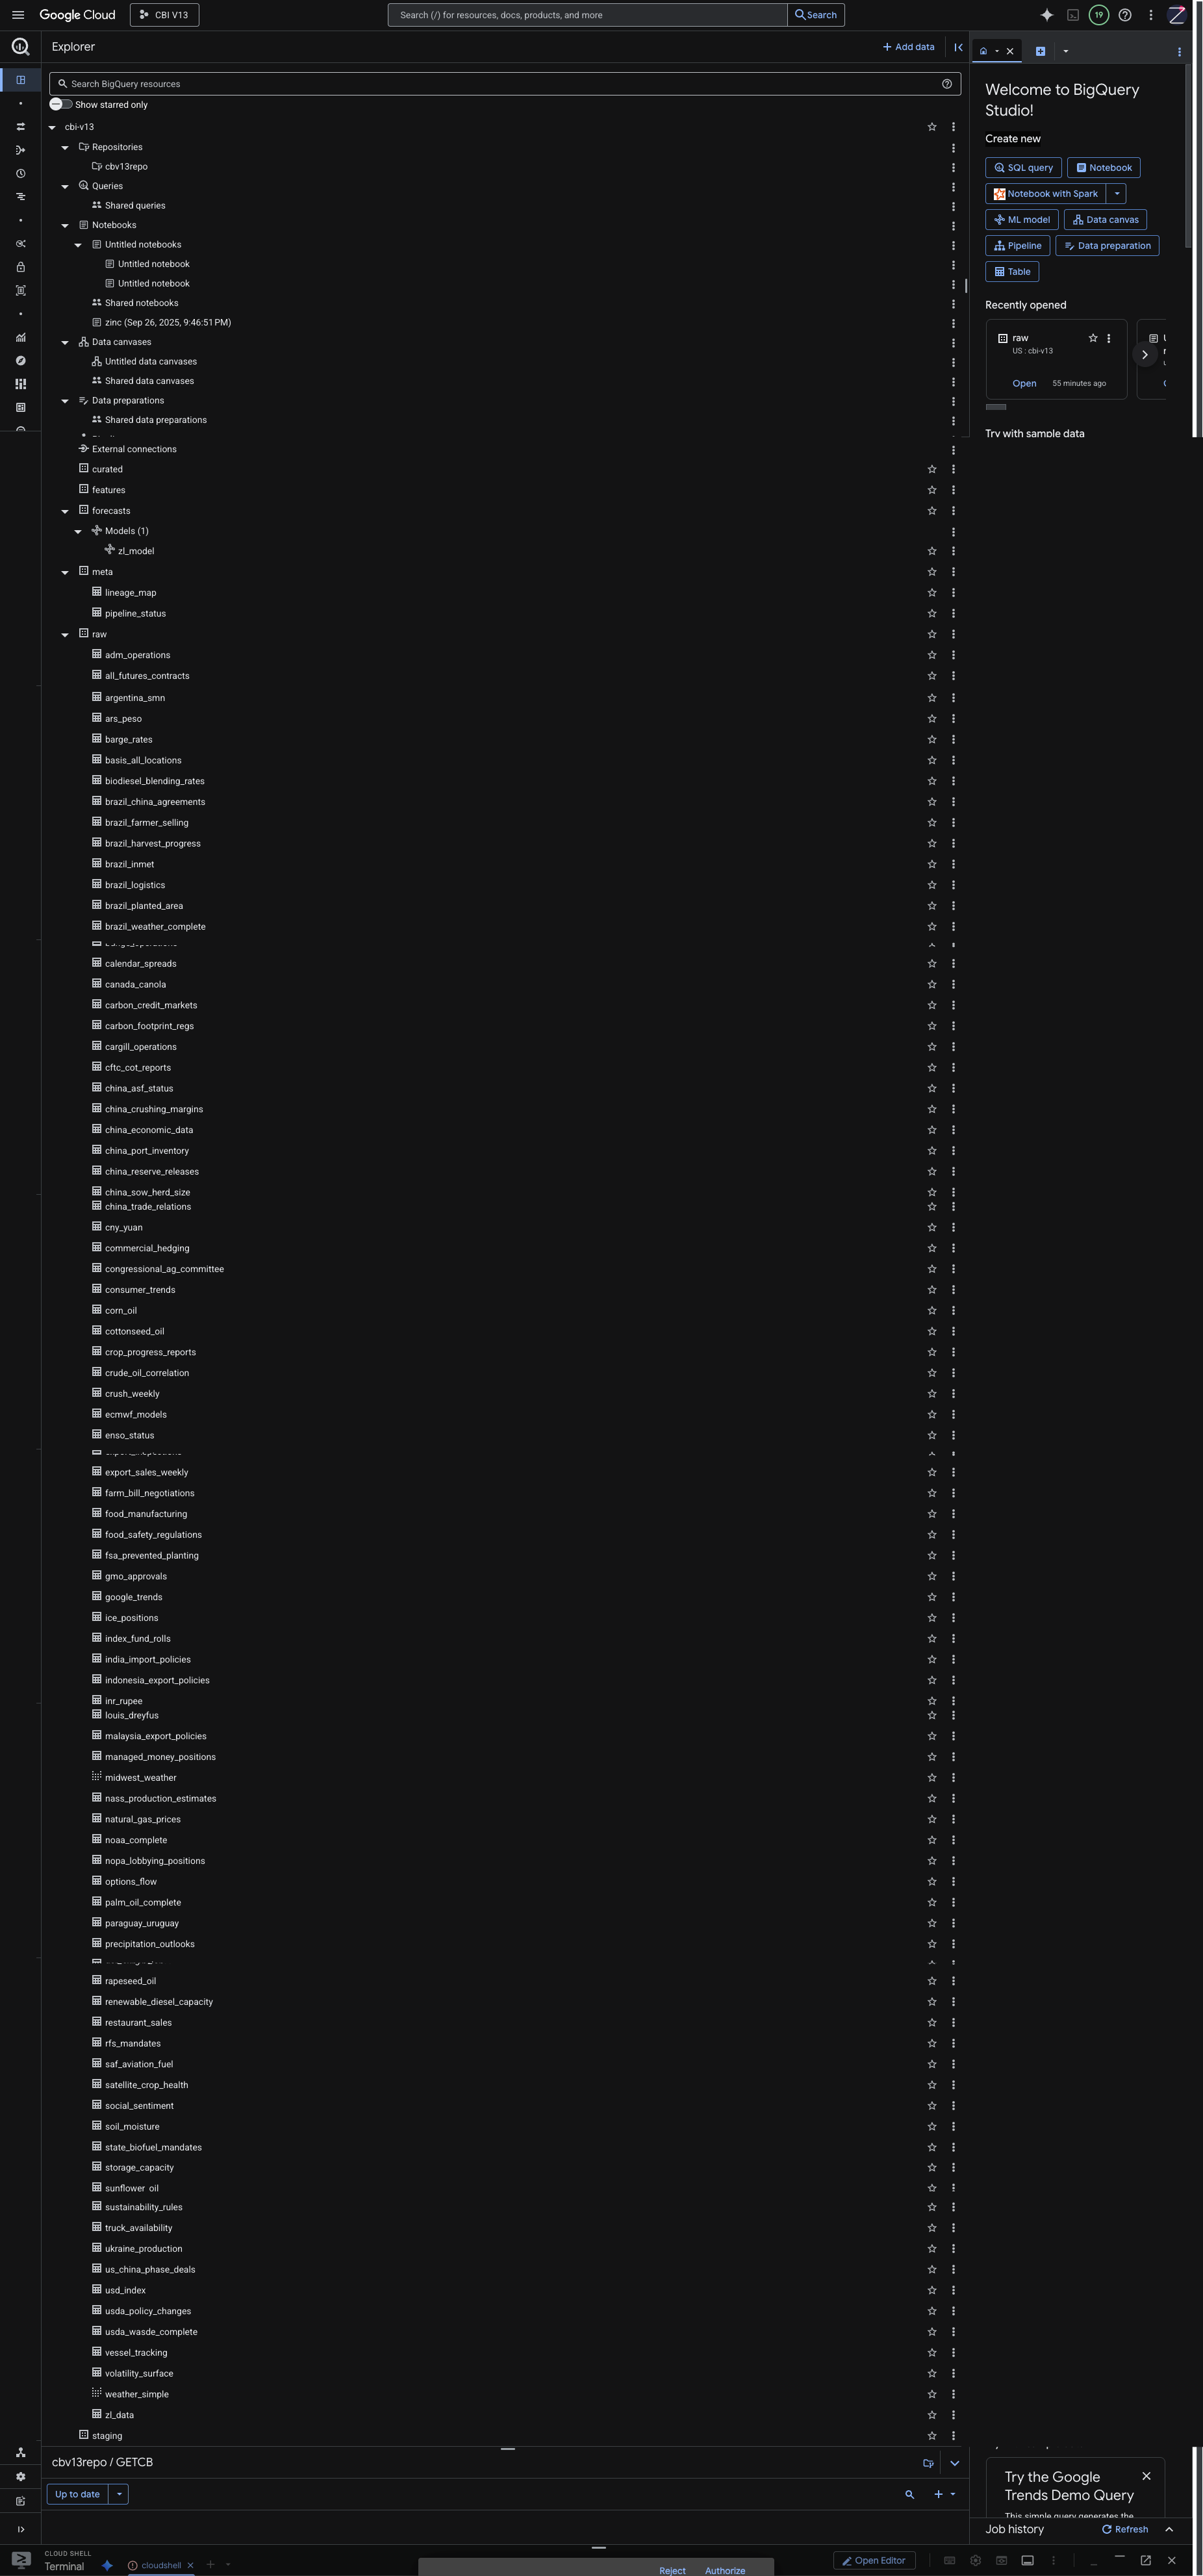 Google Cloud
CBI V13
Search (/) for resources, docs, products, and more
Search
19
Explorer
Add data
Search BigQuery resources
Show starred only
cbi-v13
Repositories
cbv13repo
Queries
Shared queries
Notebooks
Untitled notebooks
Untitled notebook
Untitled notebook
Shared notebooks
zinc (Sep 26, 2025, 9:46:51 PM)
Data canvases
Untitled data canvases
Shared data canvases
Data preparations
Shared data preparations
External connections
curated
features
forecasts
Models (1)
zl_model
meta
lineage_map
pipeline_status
raw
adm_operations
all_futures_contracts
argentina_smn
ars_peso
barge_rates
basis_all_locations
biodiesel_blending_rates
brazil_china_agreements
brazil_farmer_selling
brazil_harvest_progress
brazil_inmet
brazil_logistics
brazil_planted_area
brazil_weather_complete
calendar_spreads
canada_canola
carbon_credit_markets
carbon_footprint_regs
cargill_operations
cftc_cot_reports
china_asf_status
china_crushing_margins
china_economic_data
china_port_inventory
china_reserve_releases
china_sow_herd_size
china_trade_relations
cny_yuan
commercial_hedging
congressional_ag_committee
consumer_trends
corn_oil
cottonseed_oil
crop_progress_reports
crude_oil_correlation
crush_weekly
ecmwf_models
enso_status
export_sales_weekly
farm_bill_negotiations
food_manufacturing
food_safety_regulations
fsa_prevented_planting
gmo_approvals
google_trends
ice_positions
index_fund_rolls
india_import_policies
indonesia_export_policies
inr_rupee
louis_dreyfus
malaysia_export_policies
managed_money_positions
midwest_weather
nass_production_estimates
natural_gas_prices
noaa_complete
nopa_lobbying_positions
options_flow
palm_oil_complete
paraguay_uruguay
precipitation_outlooks
rapeseed_oil
renewable_diesel_capacity
restaurant_sales
rfs_mandates
saf_aviation_fuel
satellite_crop_health
social_sentiment
soil_moisture
state_biofuel_mandates
storage_capacity
sunflower_oil
sustainability_rules
truck_availability
ukraine_production
us_china_phase_deals
usd_index
usda_policy_changes
usda_wasde_complete
vessel_tracking
volatility_surface
weather_simple
zl_data
staging
cbv13repo / GETCB
Up to date
Welcome to BigQuery
Studio!
Create new
SQL query
Notebook
Notebook with Spark
ML model
Data canvas
Pipeline
Data preparation
Table
Recently opened
raw
US : cbi-v13
Open
55 minutes ago
Try with sample data
Try the Google
Trends Demo Query
This simple query generates the
Job history
Refresh
CLOUD SHELL
Terminal
cloudshell
Open Editor
Reject
Authorize